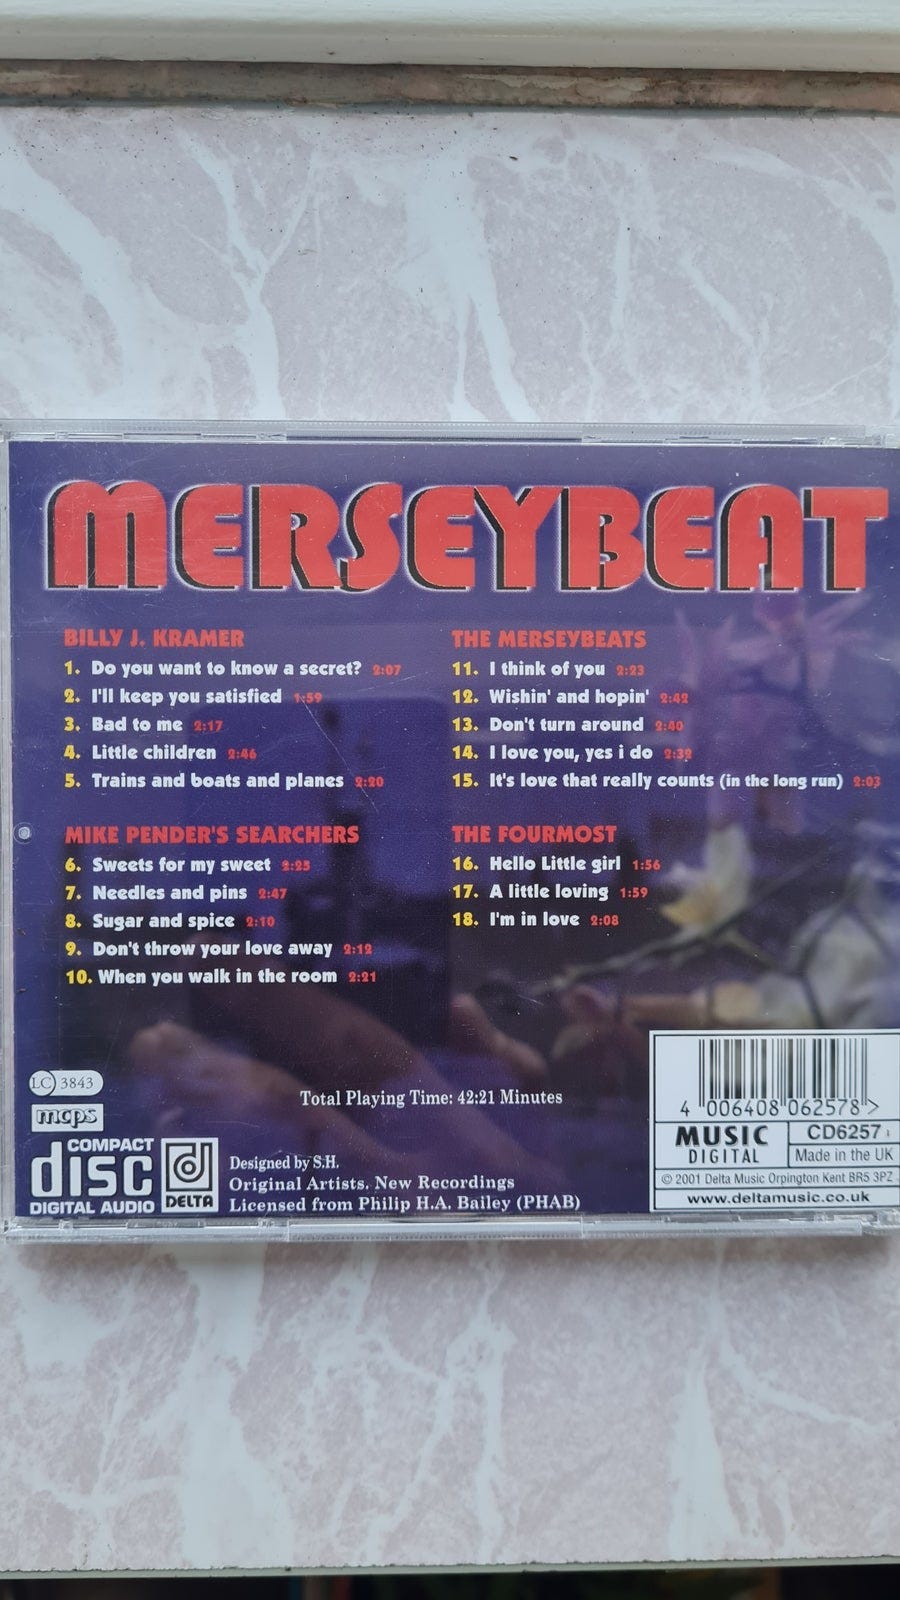 MERSEYBEAT
BILLY J. KRAMER
1. Do you want to know a secret? 2:07
2. I'll keep you satisfied 1:59
3. Bad to me 2:17
4. Little children 2:46
5. Trains and boats and planes 2:20
MIKE PENDER'S SEARCHERS
6. Sweets for my sweet 2:25
7. Needles and pins 2:47
8. Sugar and spice 2:10
9. Don't throw your love away 2:12
10. When you walk in the room 2:21
THE MERSEYBEATS
11. I think of you 2:23
12. Wishin' and hopin' 2:42
13. Don't turn around 2:40
14. I love you, yes i do 2:39
15. It's love that really counts (in the long run) 2:03
THE FOURMOST
16. Hello Little girl 1:56
17. A little loving 1:59
18. I'm in love 2:08
LC 3843
mcps
Total Playing Time: 42:21 Minutes
COMPACT
disc
DIGITAL AUDIO
d
DELTA
Designed by S.H.
Original Artists, New Recordings
Licensed from Philip H.A. Bailey (PHAB)
4 006408 062578 >
MUSIC
DIGITAL
CD6257
Made in the UK
© 2001 Delta Music Orpington Kent BR5 3PZ
www.deltamusic.co.uk